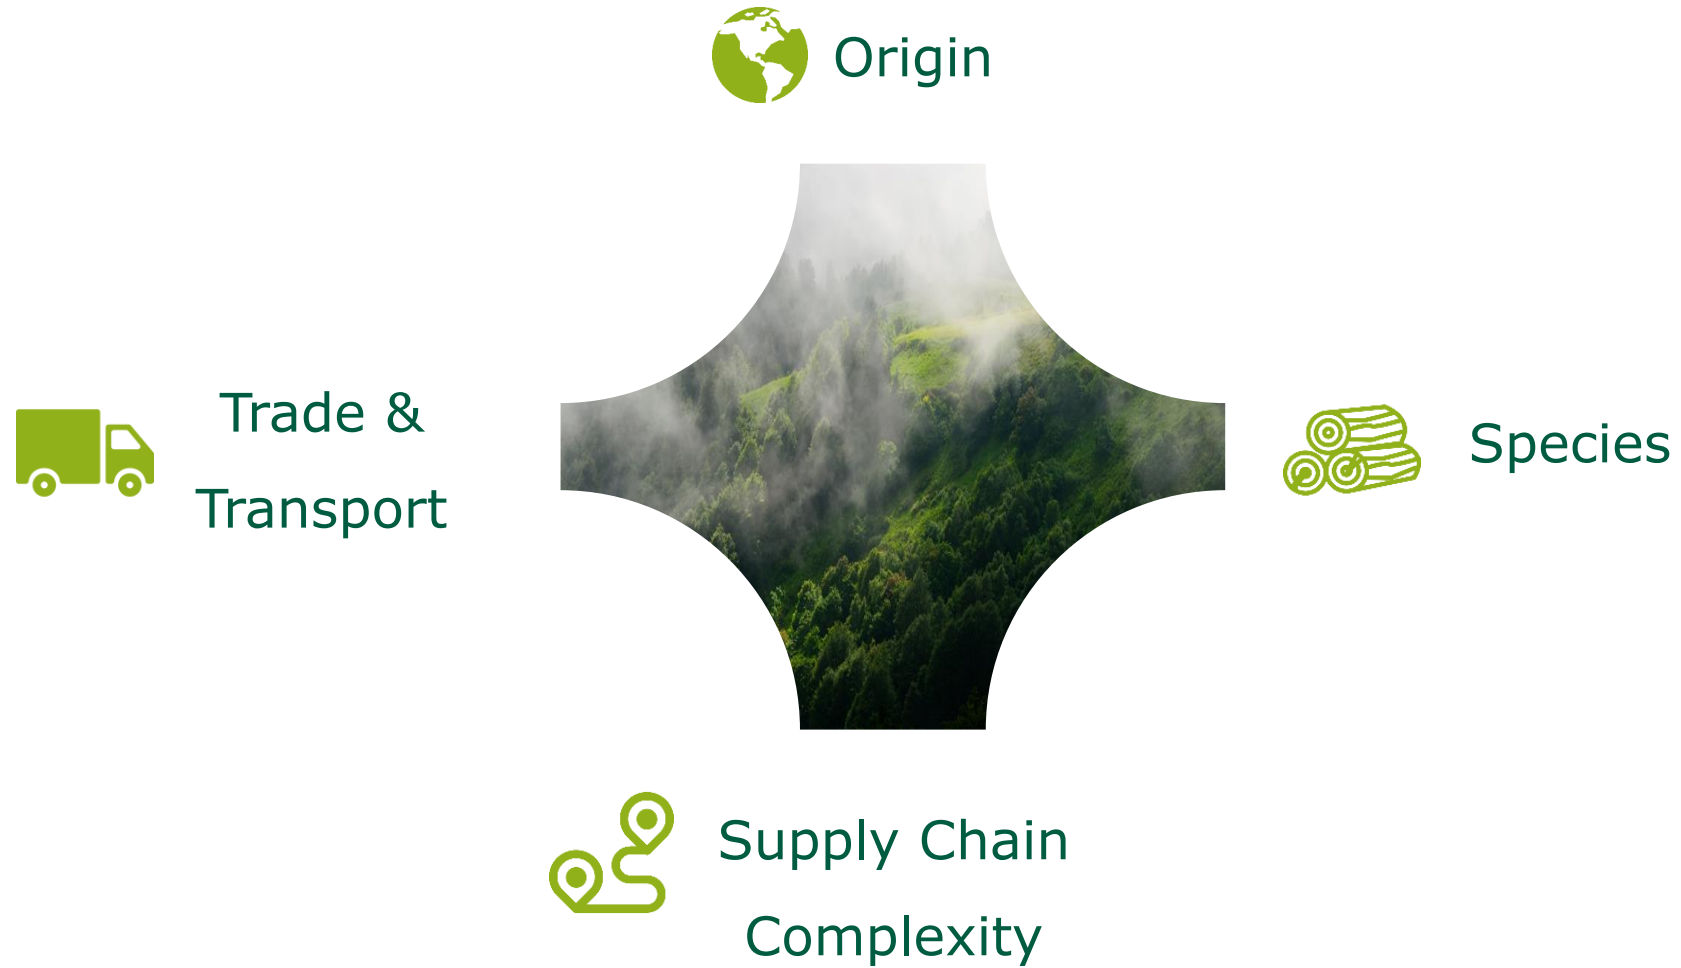 Origin
Trade &
Transport
Species
Supply Chain
Complexity